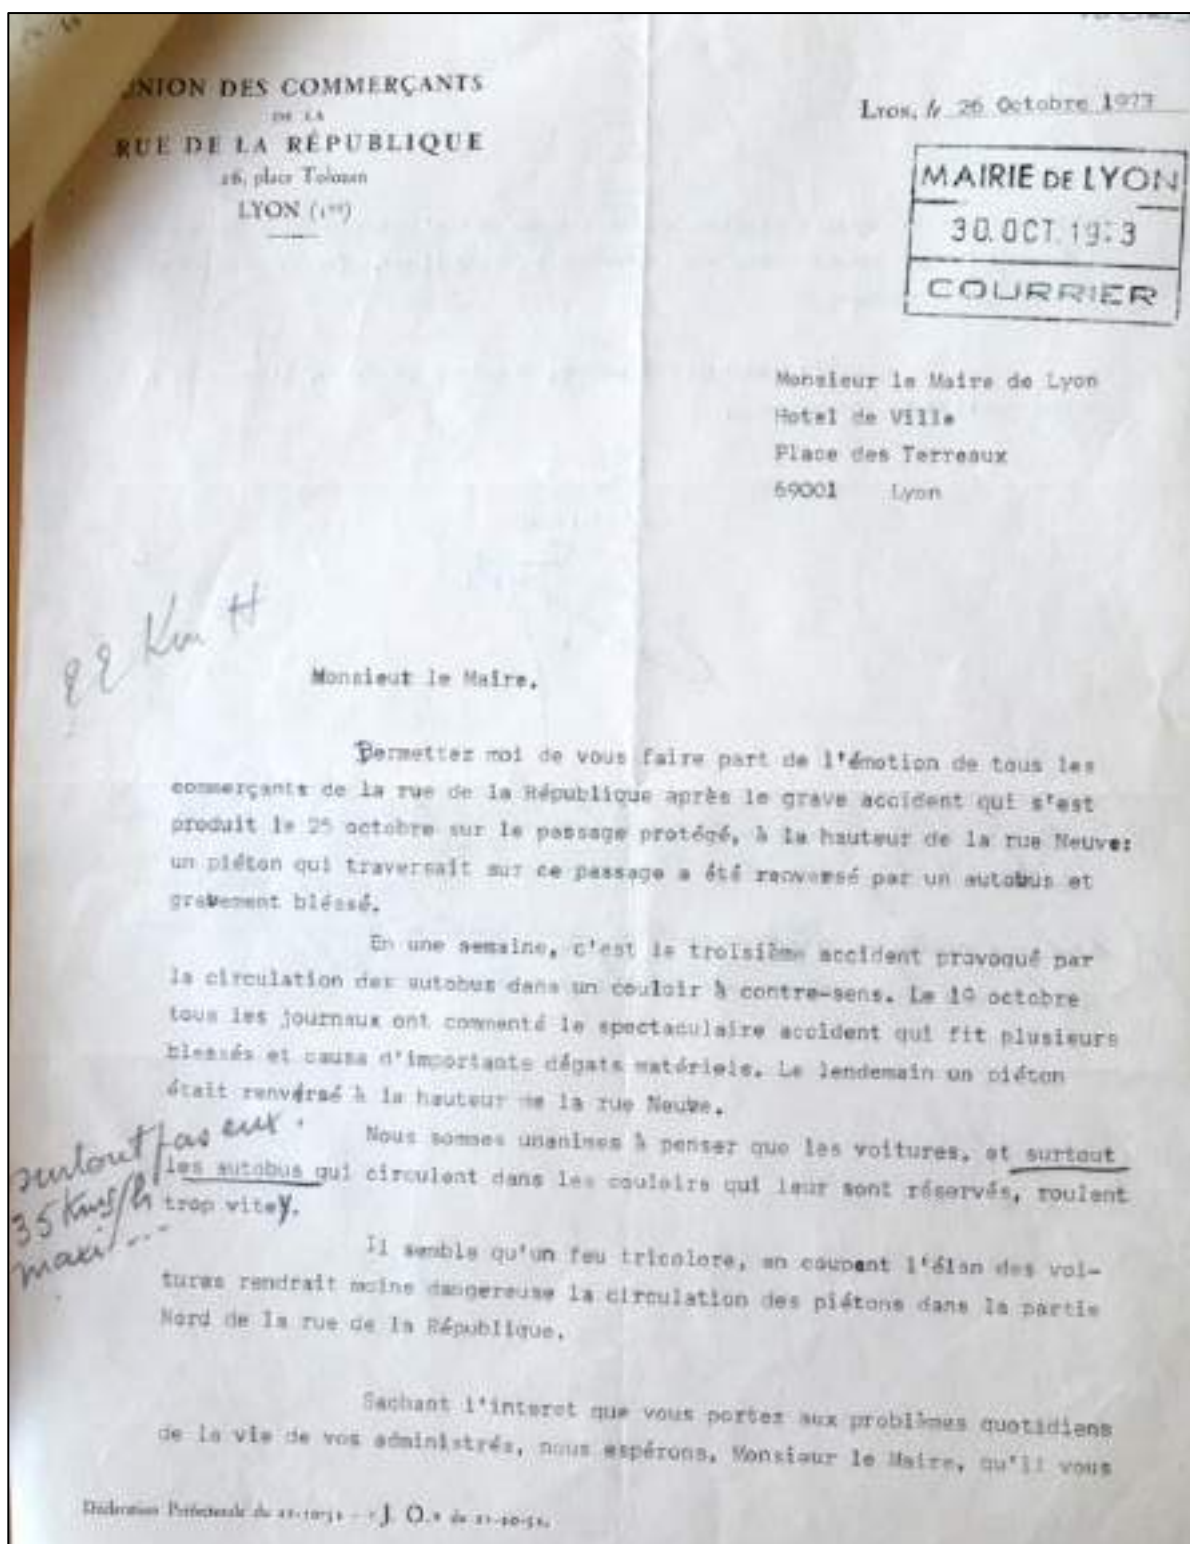 UNION DES COMMERÇANTS
DE LA
RUE DE LA RÉPUBLIQUE
16, place Tolozan
LYON (1er)
Lyon, le 26 Octobre 1973
MAIRIE DE LYON
30. OCT. 1973
COURRIER
Monsieur le Maire de Lyon
Hotel de Ville
Place des Terreaux
69001 Lyon
Km H
Monsieut le Maire,
Permettez moi de vous faire part de l'émotion de tous les
commerçants de la rue de la République après le grave accident qui s'est
produit le 25 octobre sur le passage protégé, à la hauteur de la rue Neuve:
un piéton qui traversait sur ce passage a été renversé par un autobus et
gravement bléssé.
En une semaine, c'est le troisième accident provoqué par
la circulation des autobus dans un couloir à contre-sens. Le 19 octobre
tous les journaux ont commenté le spectaculaire accident qui fit plusieurs
blessés et causa d'importants dégats matériels. Le lendemain un piéton
était renversé à la hauteur de la rue Neuve.
Nous sommes unanimes à penser que les voitures, et surtout
les autobus qui circulent dans les couloirs qui leur sont réservés, roulent
trop vite.
surtout pas eux.
35 Kms/h
maxi...
Il semble qu'un feu tricolore, en coupant l'élan des voi-
tures rendrait moins dangereuse la circulation des piétons dans la partie
Nord de la rue de la République.
Sachant l'interet que vous portez aux problèmes quotidiens
de la vie de vos administrés, nous espérons, Monsieur le Maire, qu'il vous
Déclaration Préfectorale du - « J. O. » du